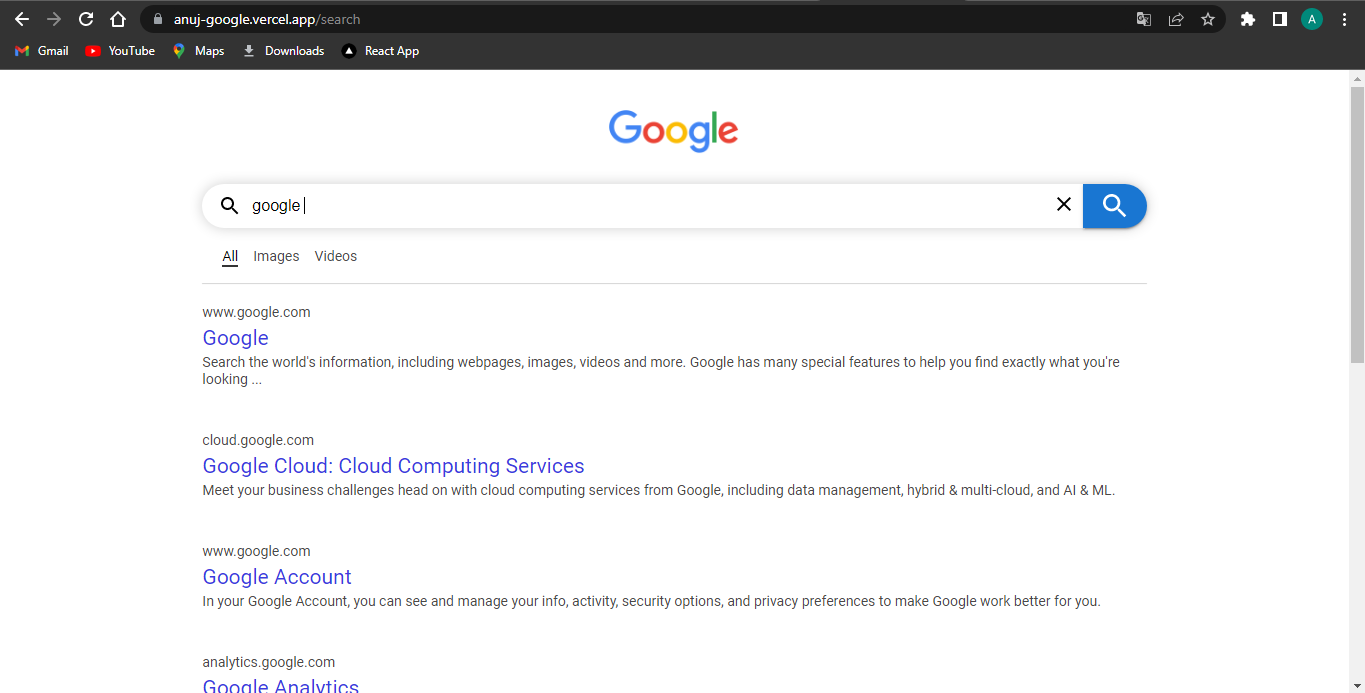 anuj-google.vercel.app/search
A
Gmail YouTube Maps Downloads React App
Google
google
All Images Videos
www.google.com
Google
Search the world's information, including webpages, images, videos and more. Google has many special features to help you find exactly what you're
looking ...
cloud.google.com
Google Cloud: Cloud Computing Services
Meet your business challenges head on with cloud computing services from Google, including data management, hybrid & multi-cloud, and AI & ML.
www.google.com
Google Account
In your Google Account, you can see and manage your info, activity, security options, and privacy preferences to make Google work better for you.
analytics.google.com
Google Analytics